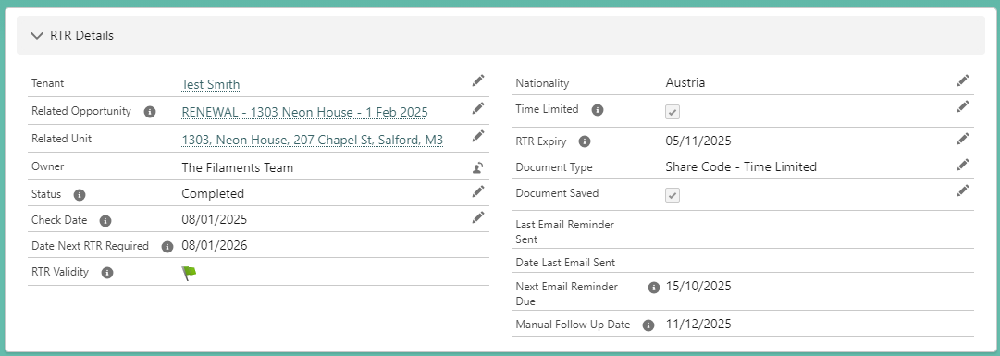 RTR Details
Tenant Test Smith
Related Opportunity RENEWAL - 1303 Neon House - 1 Feb 2025
Related Unit 1303, Neon House, 207 Chapel St, Salford, M3
Owner The Filaments Team
Status Completed
Check Date 08/01/2025
Date Next RTR Required 08/01/2026
RTR Validity
Nationality Austria
Time Limited
RTR Expiry 05/11/2025
Document Type Share Code - Time Limited
Document Saved
Last Email Reminder
Sent
Date Last Email Sent
Next Email Reminder 15/10/2025
Due
Manual Follow Up Date 11/12/2025